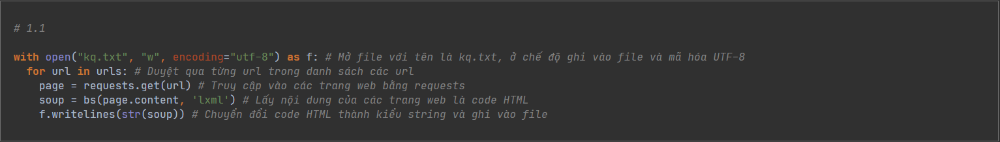 # 1.1
with open("kq.txt", "w", encoding="utf-8") as f: # Mở file với tên là kq.txt, ở chế độ ghi vào file và mã hóa UTF-8
  for url in urls: # Duyệt qua từng url trong danh sách các url
    page = requests.get(url) # Truy cập vào các trang web bằng requests
    soup = bs(page.content, 'lxml') # Lấy nội dung của các trang web là code HTML
    f.writelines(str(soup)) # Chuyển đổi code HTML thành kiểu string và ghi vào file